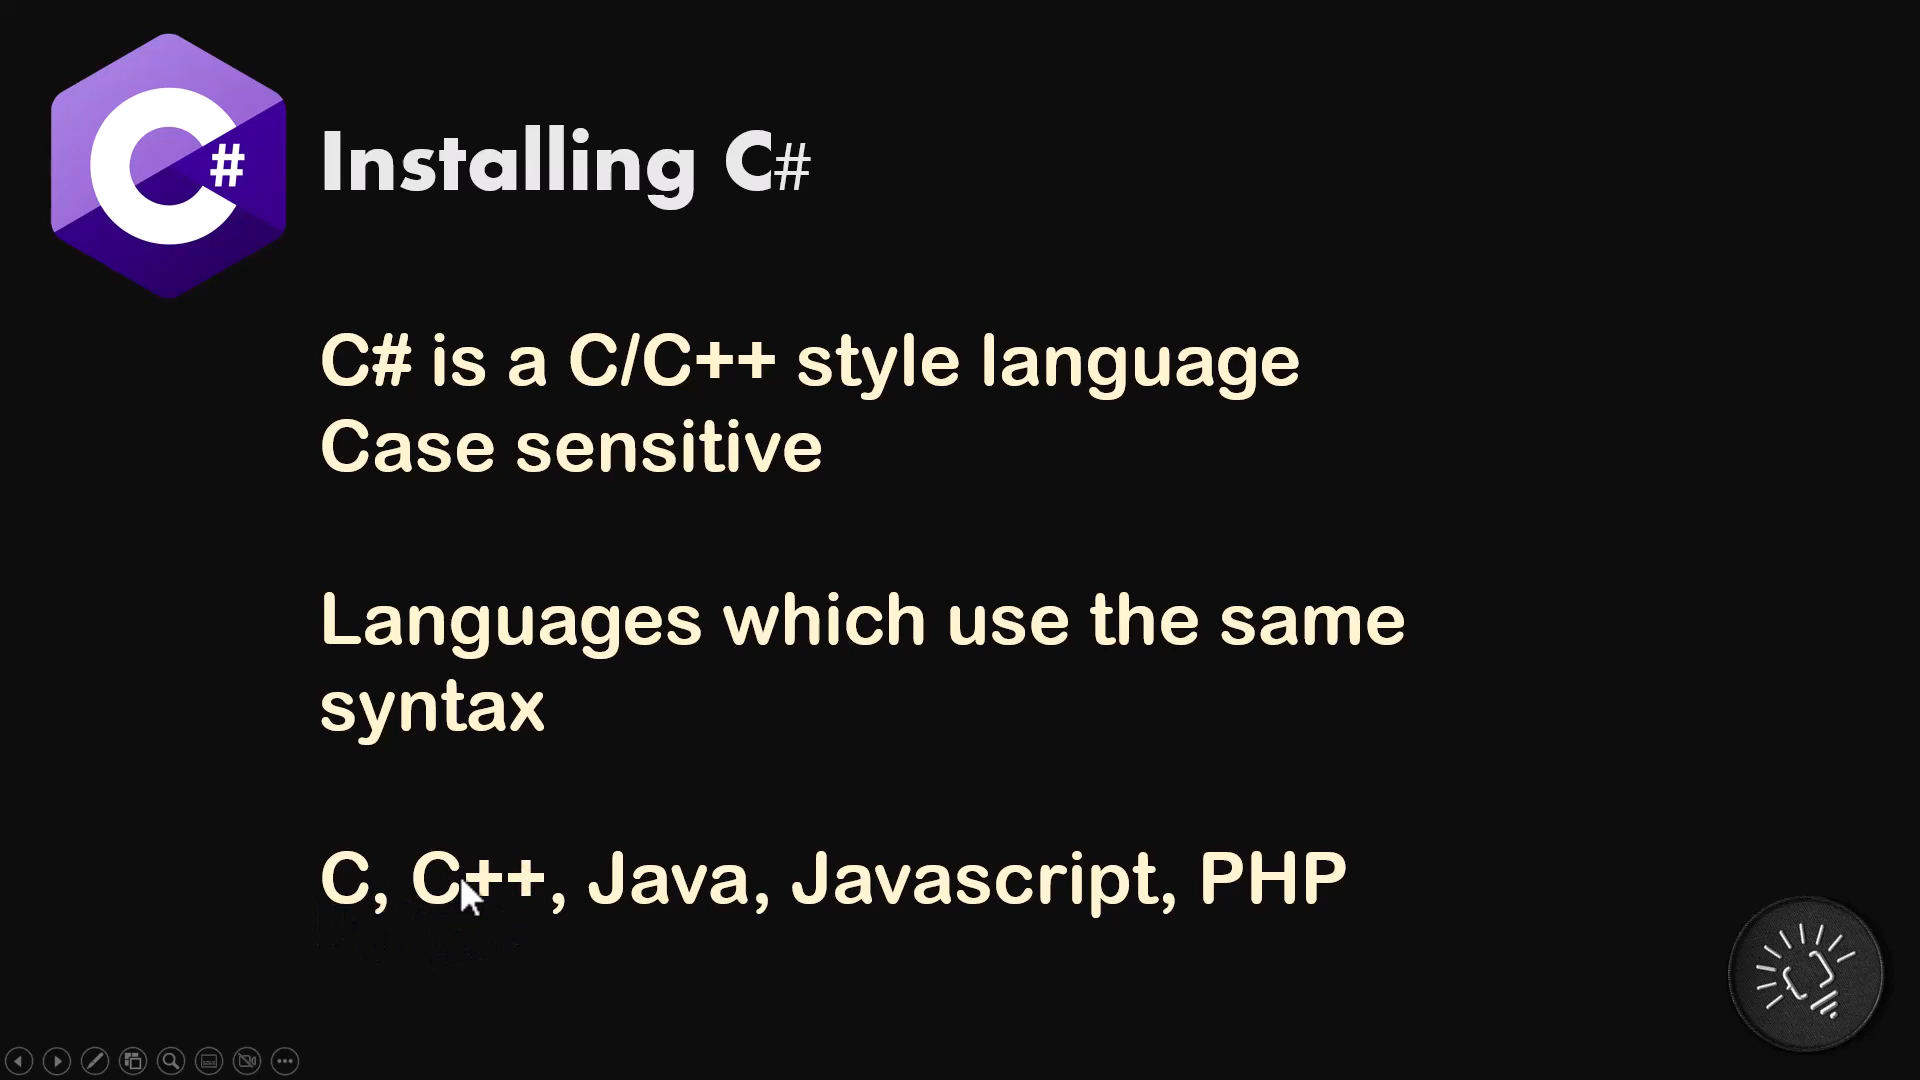 C#
Installing C#
C# is a C/C++ style language
Case sensitive
Languages which use the same
syntax
C, C++, Java, Javascript, PHP